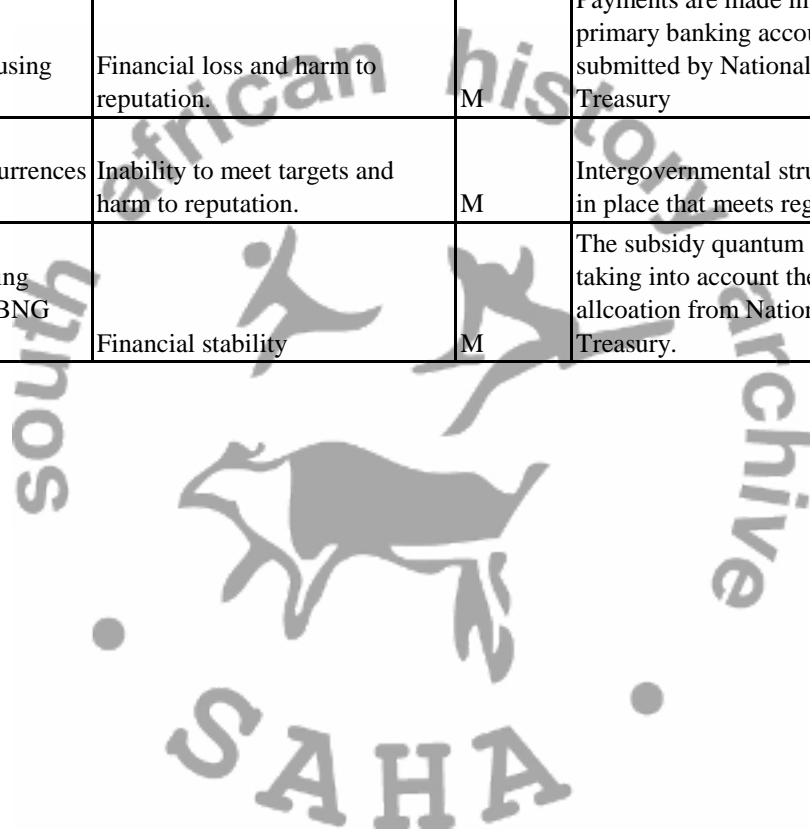 using
Financial loss and harm to
reputation.
M
Payments are made in
primary banking accou
submitted by National
Treasury
urrences
Inability to meet targets and
harm to reputation.
M
Intergovernmental stru
in place that meets reg
ing
BNG
Financial stability
M
The subsidy quantum
taking into account the
allcoation from Nation
Treasury.
south african history archive
SAHA